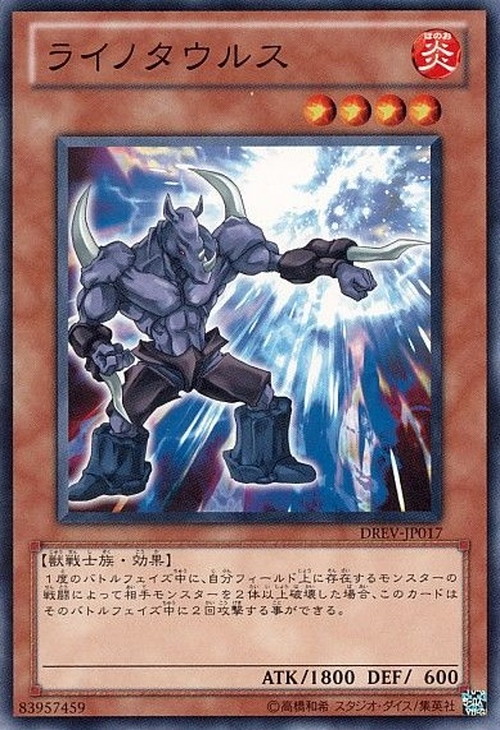 ライノタウルス
炎
ほのお
DREV-JP017
【獣戦士族・効果】
１度のバトルフェイズ中に、自分フィールド上に存在するモンスターの
戦闘によって相手モンスターを２体以上破壊した場合、このカードは
そのバトルフェイズ中に２回攻撃する事ができる。
ATK/1800 DEF/ 600
83957459
©高橋和希 スタジオ・ダイス/集英社